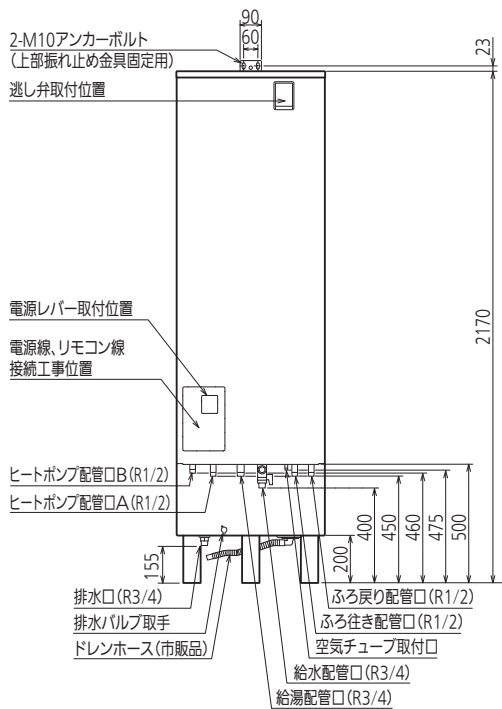 90
60
23
2-M10アンカーボルト
(上部振れ止め金具固定用)
逃し弁取付位置
2170
電源レバー取付位置
電源線、リモコン線
接続工事位置
ヒートポンプ配管口B(R1/2)
ヒートポンプ配管口A(R1/2)
155
200
400
450
460
475
500
排水口(R3/4)
排水バルブ取手
ドレンホース(市販品)
ふろ戻り配管口(R1/2)
ふろ往き配管口(R1/2)
空気チューブ取付口
給水配管口(R3/4)
給湯配管口(R3/4)